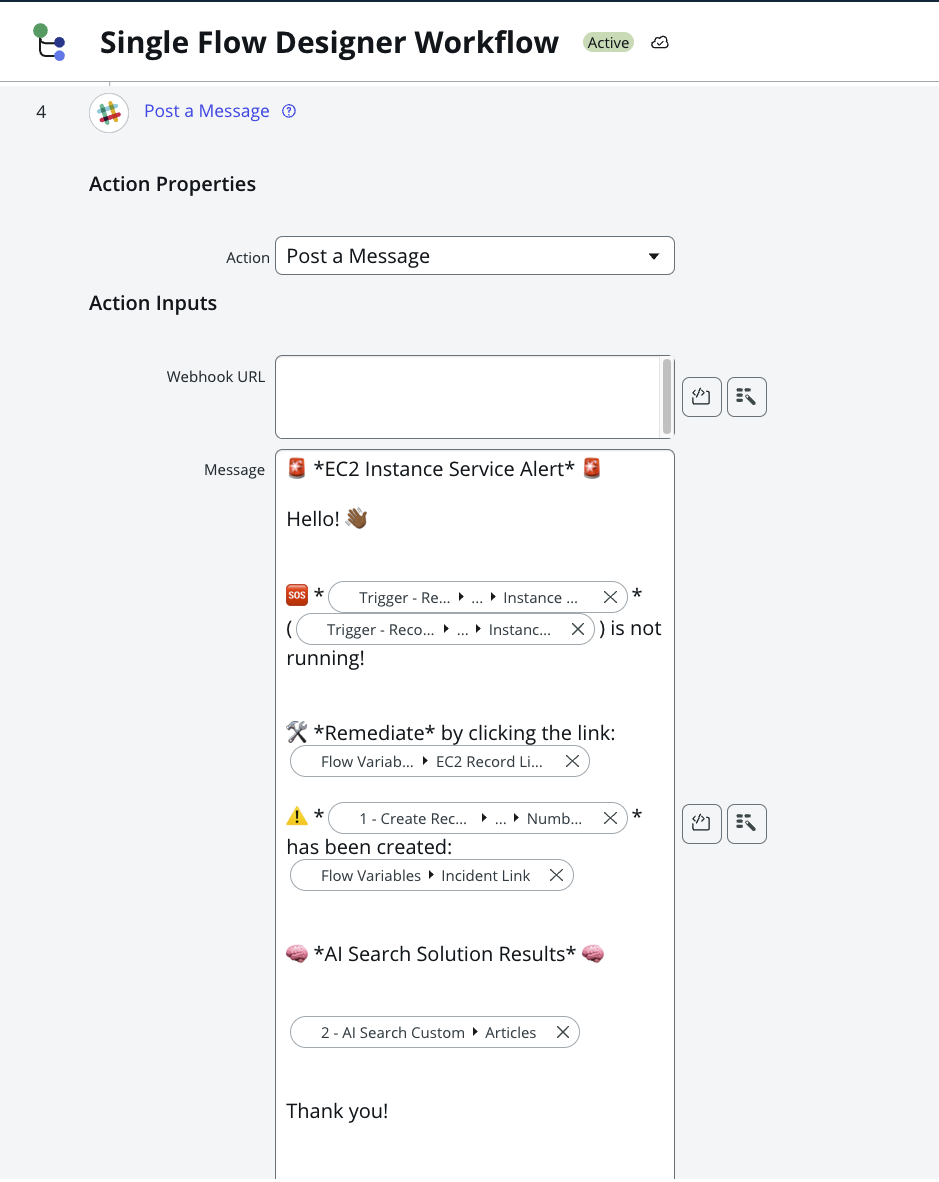 Single Flow Designer Workflow Active
4 Post a Message
Action Properties
Action Post a Message
Action Inputs
Webhook URL
Message
🚨 *EC2 Instance Service Alert* 🚨
Hello! 👋🏾
🆘 * Trigger - Re... ▸ ... ▸ Instance ... *
( Trigger - Reco... ▸ ... ▸ Instanc... ) is not
running!
🛠️ *Remediate* by clicking the link:
Flow Variab... ▸ EC2 Record Li...
⚠️ * 1 - Create Rec... ▸ ... ▸ Numb... *
has been created:
Flow Variables ▸ Incident Link
🧠 *AI Search Solution Results* 🧠
2 - AI Search Custom ▸ Articles
Thank you!